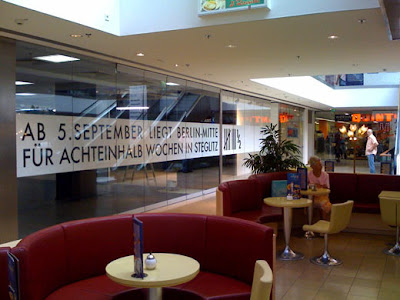 AB 5. SEPTEMBER LIEGT BERLIN-MITTE
FÜR ACHTEINHALB WOCHEN IN STEGLITZ